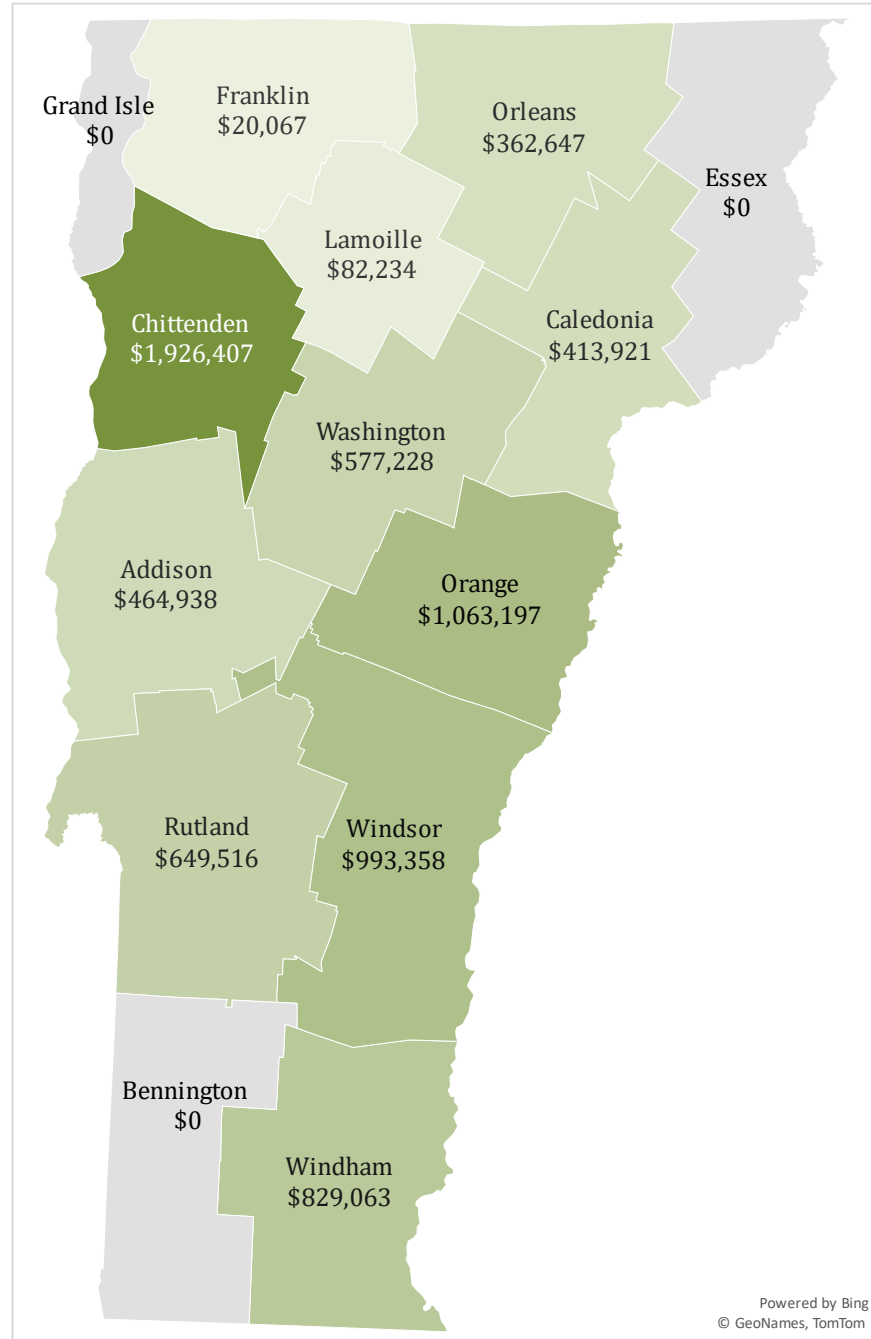 Grand Isle
$0
Franklin
$20,067
Orleans
$362,647
Essex
$0
Lamoille
$82,234
Chittenden
$1,926,407
Caledonia
$413,921
Washington
$577,228
Addison
$464,938
Orange
$1,063,197
Rutland
$649,516
Windsor
$993,358
Bennington
$0
Windham
$829,063
Powered by Bing
© GeoNames, TomTom